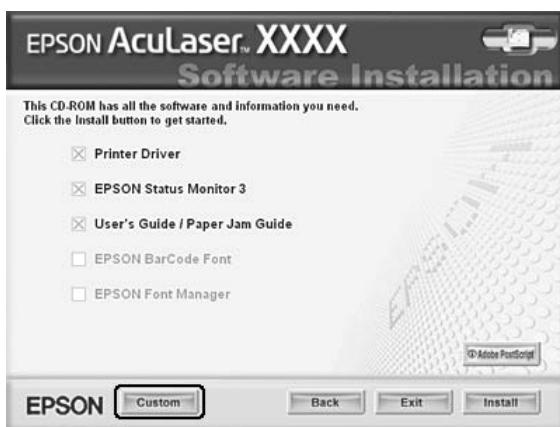 EPSON AcuLaser™ XXXX
Software Installation
This CD-ROM has all the software and information you need.
Click the Install button to get started.
Printer Driver
EPSON Status Monitor 3
User's Guide / Paper Jam Guide
EPSON BarCode Font
EPSON Font Manager
EPSON
Adobe PostScript
EPSON
Custom
Back
Exit
Install